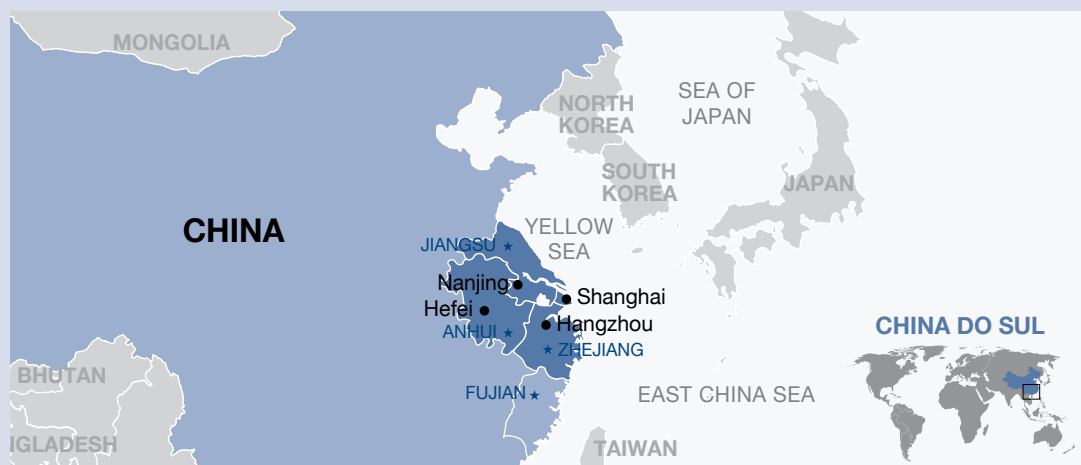 MONGOLIA
NORTH
KOREA
SEA OF
JAPAN
SOUTH
KOREA
JAPAN
CHINA
YELLOW
SEA
JIANGSU
Nanjing
Shanghai
Hefei
Hangzhou
ANHUI
ZHEJIANG
CHINA DO SUL
BHUTAN
FUJIAN
EAST CHINA SEA
NGLADESH
TAIWAN